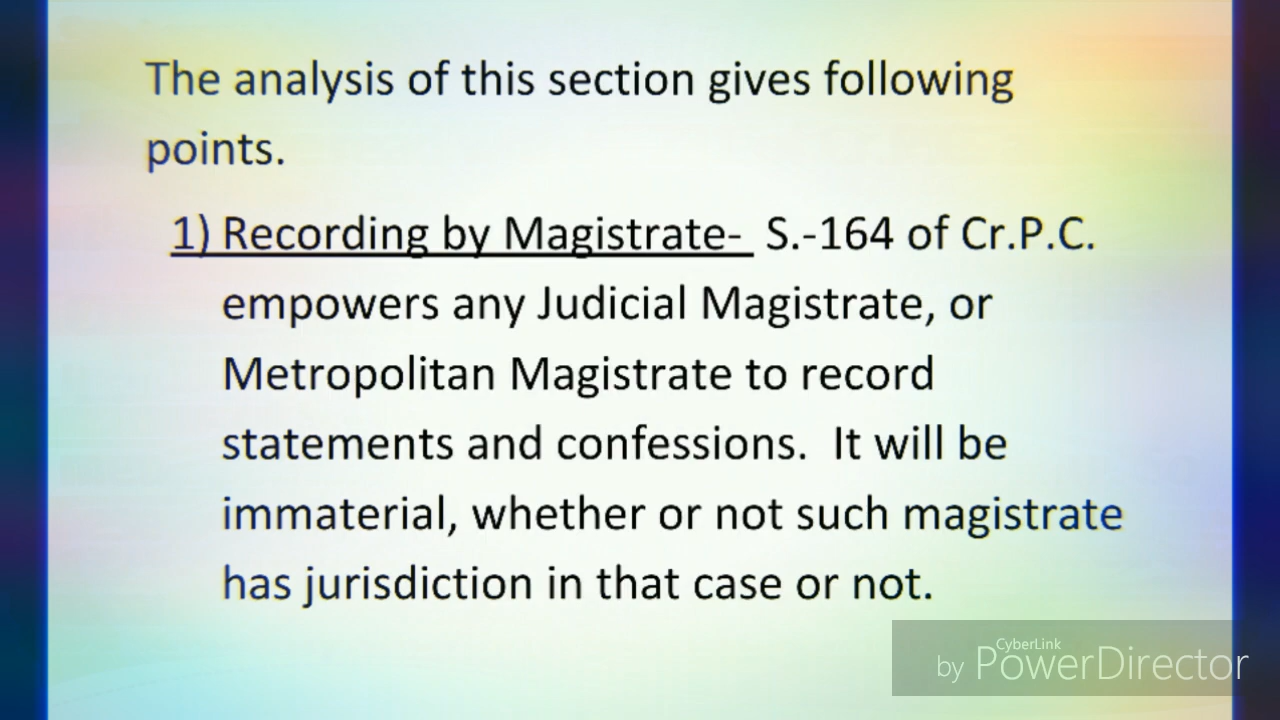 The analysis of this section gives following
points.
1) Recording by Magistrate- S.-164 of Cr.P.C.
empowers any Judicial Magistrate, or
Metropolitan Magistrate to record
statements and confessions. It will be
immaterial, whether or not such magistrate
has jurisdiction in that case or not.
CyberLink
by PowerDirector